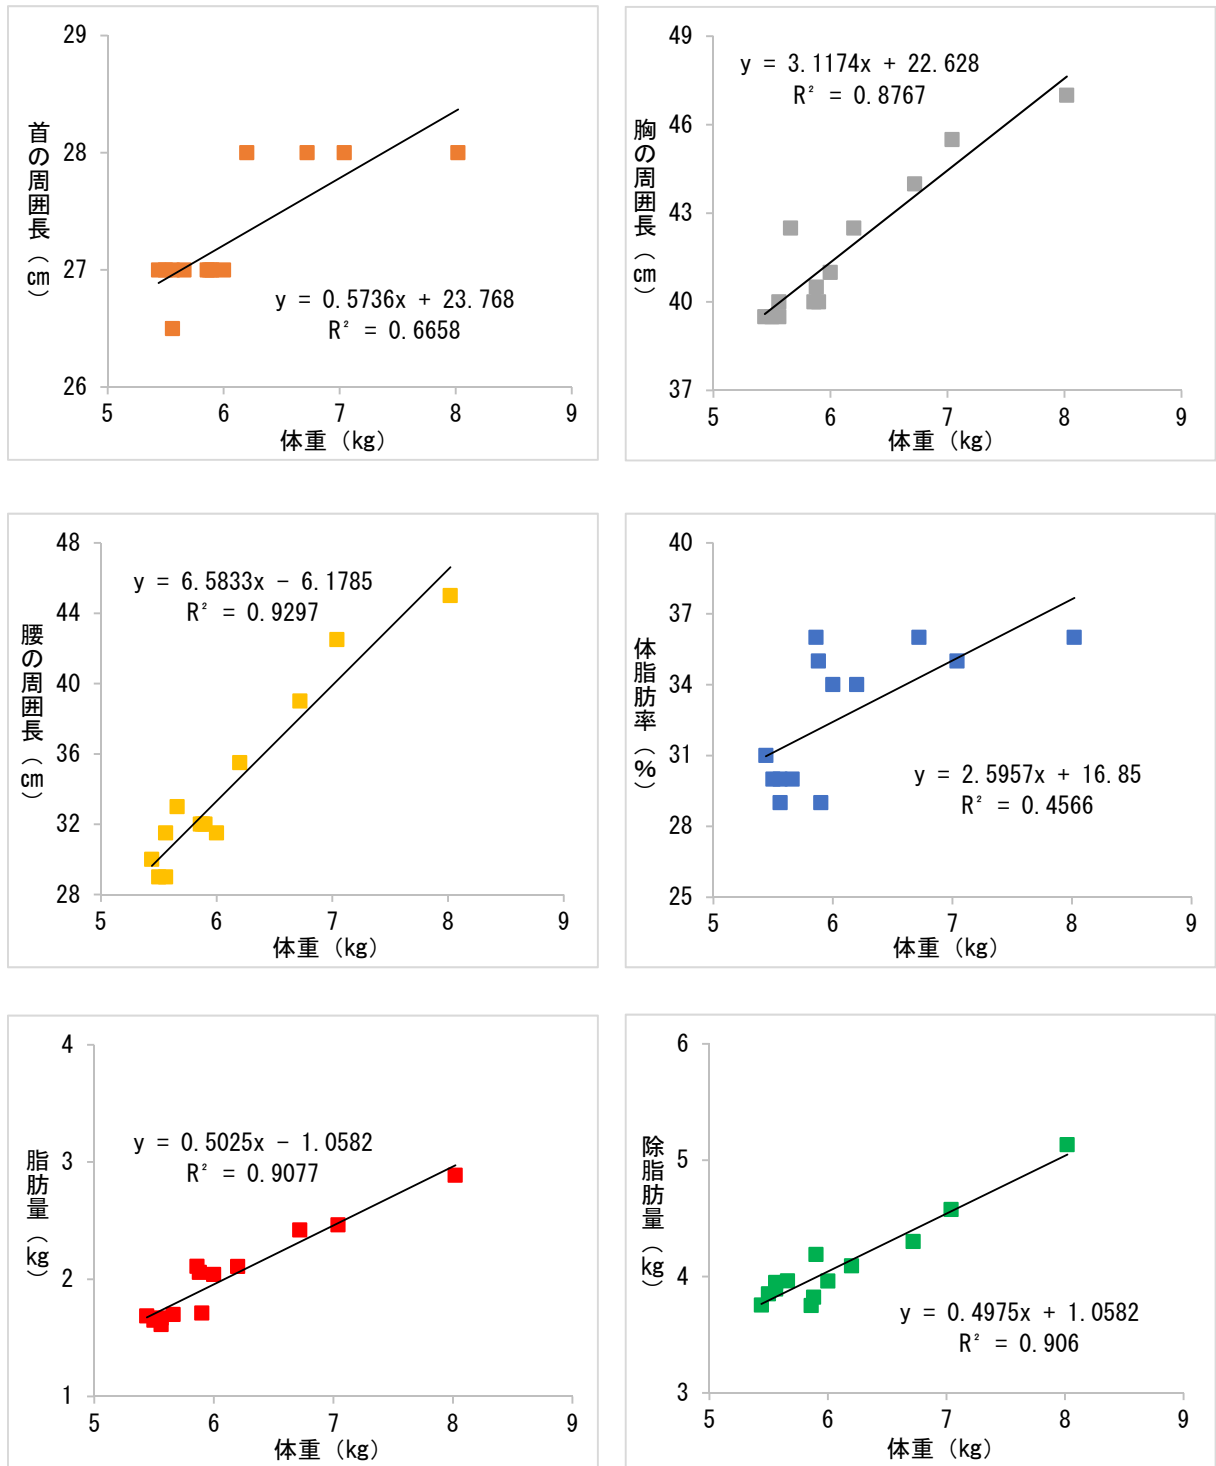 29
28
27
26
首の周囲長（cm）
y = 0.5736x + 23.768
R² = 0.6658
5 6 7 8 9
体重（kg）
49
46
43
40
37
胸の周囲長（cm）
y = 3.1174x + 22.628
R² = 0.8767
5 6 7 8 9
体重（kg）
48
44
40
36
32
28
腰の周囲長（cm）
y = 6.5833x − 6.1785
R² = 0.9297
5 6 7 8 9
体重（kg）
40
37
34
31
28
25
体脂肪率（%）
y = 2.5957x + 16.85
R² = 0.4566
5 6 7 8 9
体重（kg）
4
3
2
1
脂肪量（kg）
y = 0.5025x − 1.0582
R² = 0.9077
5 6 7 8 9
体重（kg）
6
5
4
3
除脂肪量（kg）
y = 0.4975x + 1.0582
R² = 0.906
5 6 7 8 9
体重（kg）